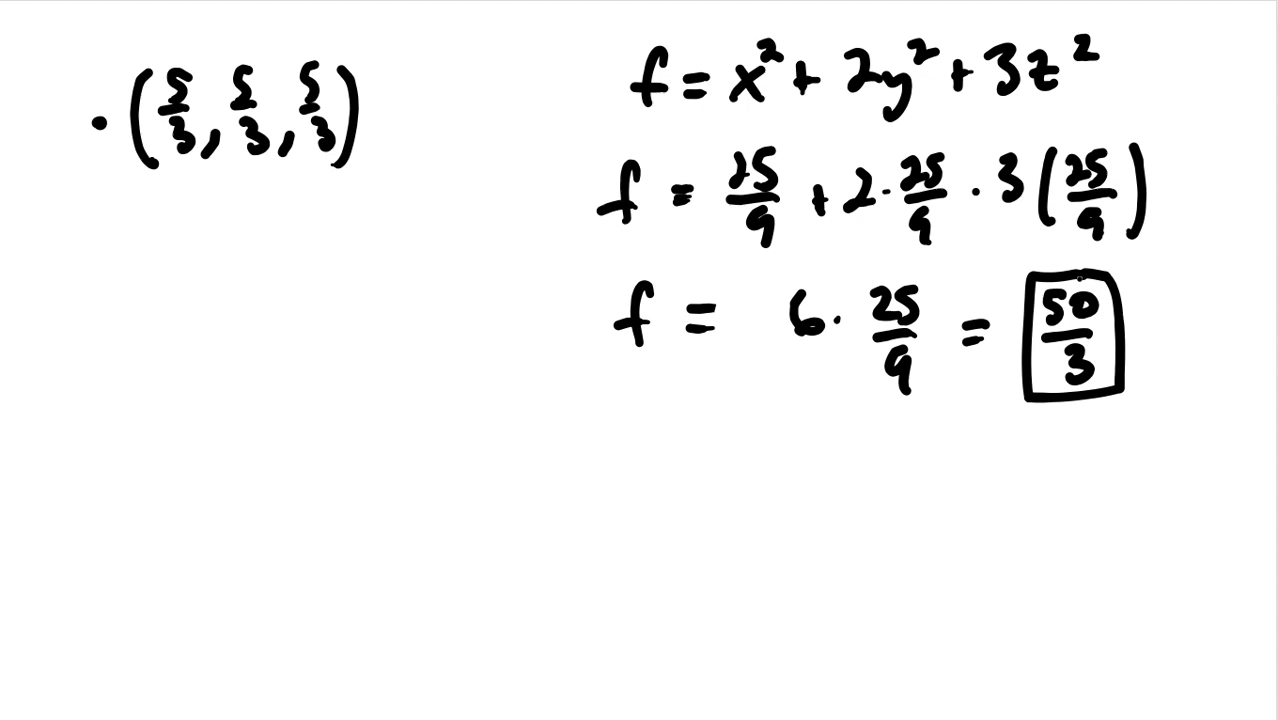 • (5/3, 5/3, 5/3)
f = x² + 2y² + 3z²
f = 25/9 + 2 · 25/9 · 3(25/9)
f = 6 · 25/9 = 50/3